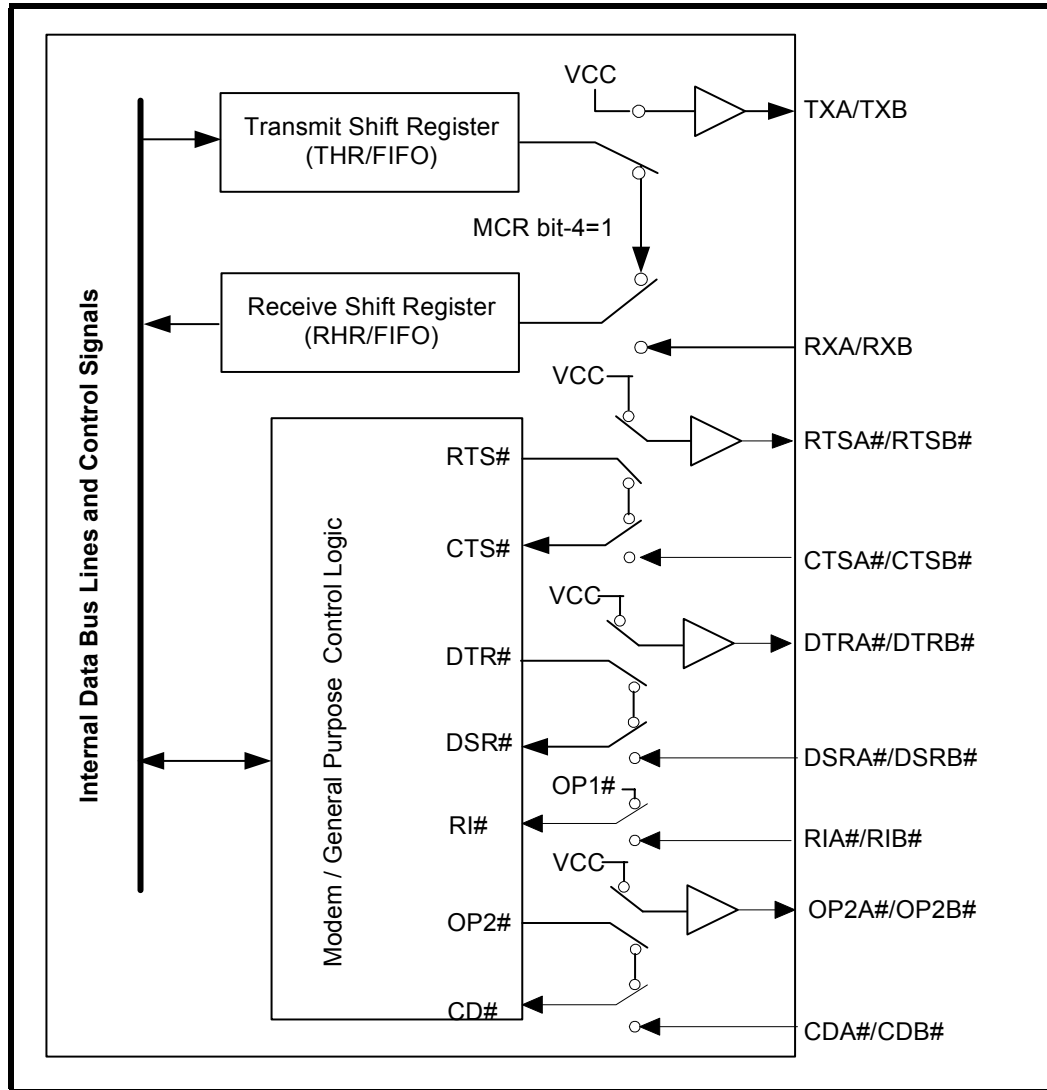 VCC
TXA/TXB
Transmit Shift Register
(THR/FIFO)
MCR bit-4=1
Receive Shift Register
(RHR/FIFO)
RXA/RXB
VCC
RTSA#/RTSB#
RTS#
CTS#
CTSA#/CTSB#
VCC
DTRA#/DTRB#
DTR#
DSR#
DSRA#/DSRB#
OP1#
RI#
RIA#/RIB#
VCC
OP2A#/OP2B#
OP2#
CD#
CDA#/CDB#
Internal Data Bus Lines and Control Signals
Modem / General Purpose Control Logic